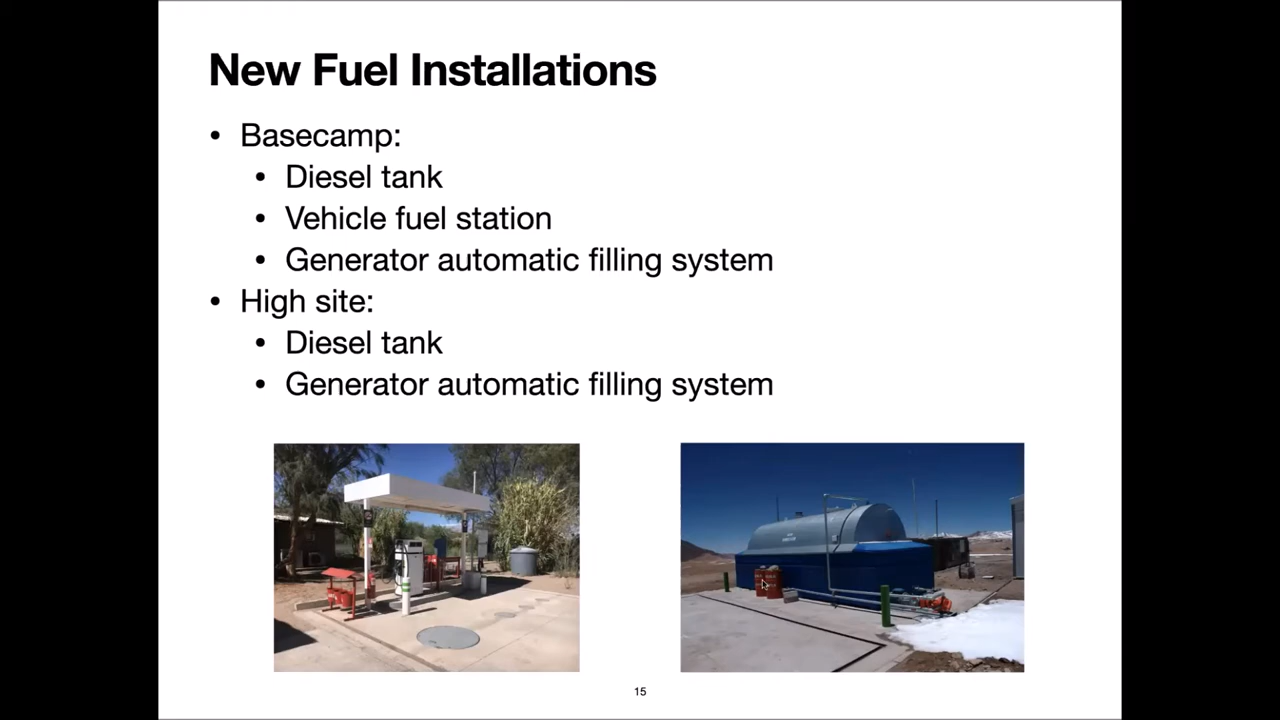 New Fuel Installations
• Basecamp:
• Diesel tank
• Vehicle fuel station
• Generator automatic filling system
• High site:
• Diesel tank
• Generator automatic filling system
15